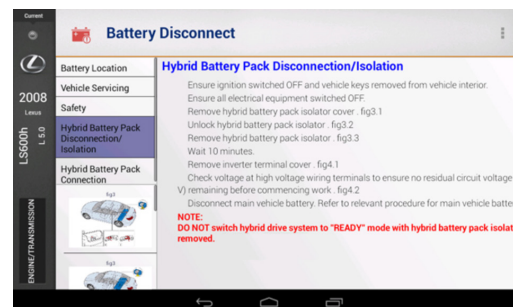 Current
Battery Disconnect
2008
Lexus
LS600h
L 5.0
ENGINE/TRANSMISSION
Battery Location
Vehicle Servicing
Safety
Hybrid Battery Pack
Disconnection/
Isolation
Hybrid Battery Pack
Connection
fig1
fig2
Hybrid Battery Pack Disconnection/Isolation
Ensure ignition switched OFF and vehicle keys removed from vehicle interior.
Ensure all electrical equipment switched OFF.
Remove hybrid battery pack isolator cover . fig3.1
Unlock hybrid battery pack isolator . fig3.2
Remove hybrid battery pack isolator . fig3.3
Wait 10 minutes.
Remove inverter terminal cover . fig4.1
Check voltage at high voltage wiring terminals to ensure no residual circuit voltage
V) remaining before commencing work . fig4.2
Disconnect main vehicle battery. Refer to relevant procedure for main vehicle batte
NOTE:
DO NOT switch hybrid drive system to "READY" mode with hybrid battery pack isolat
removed.